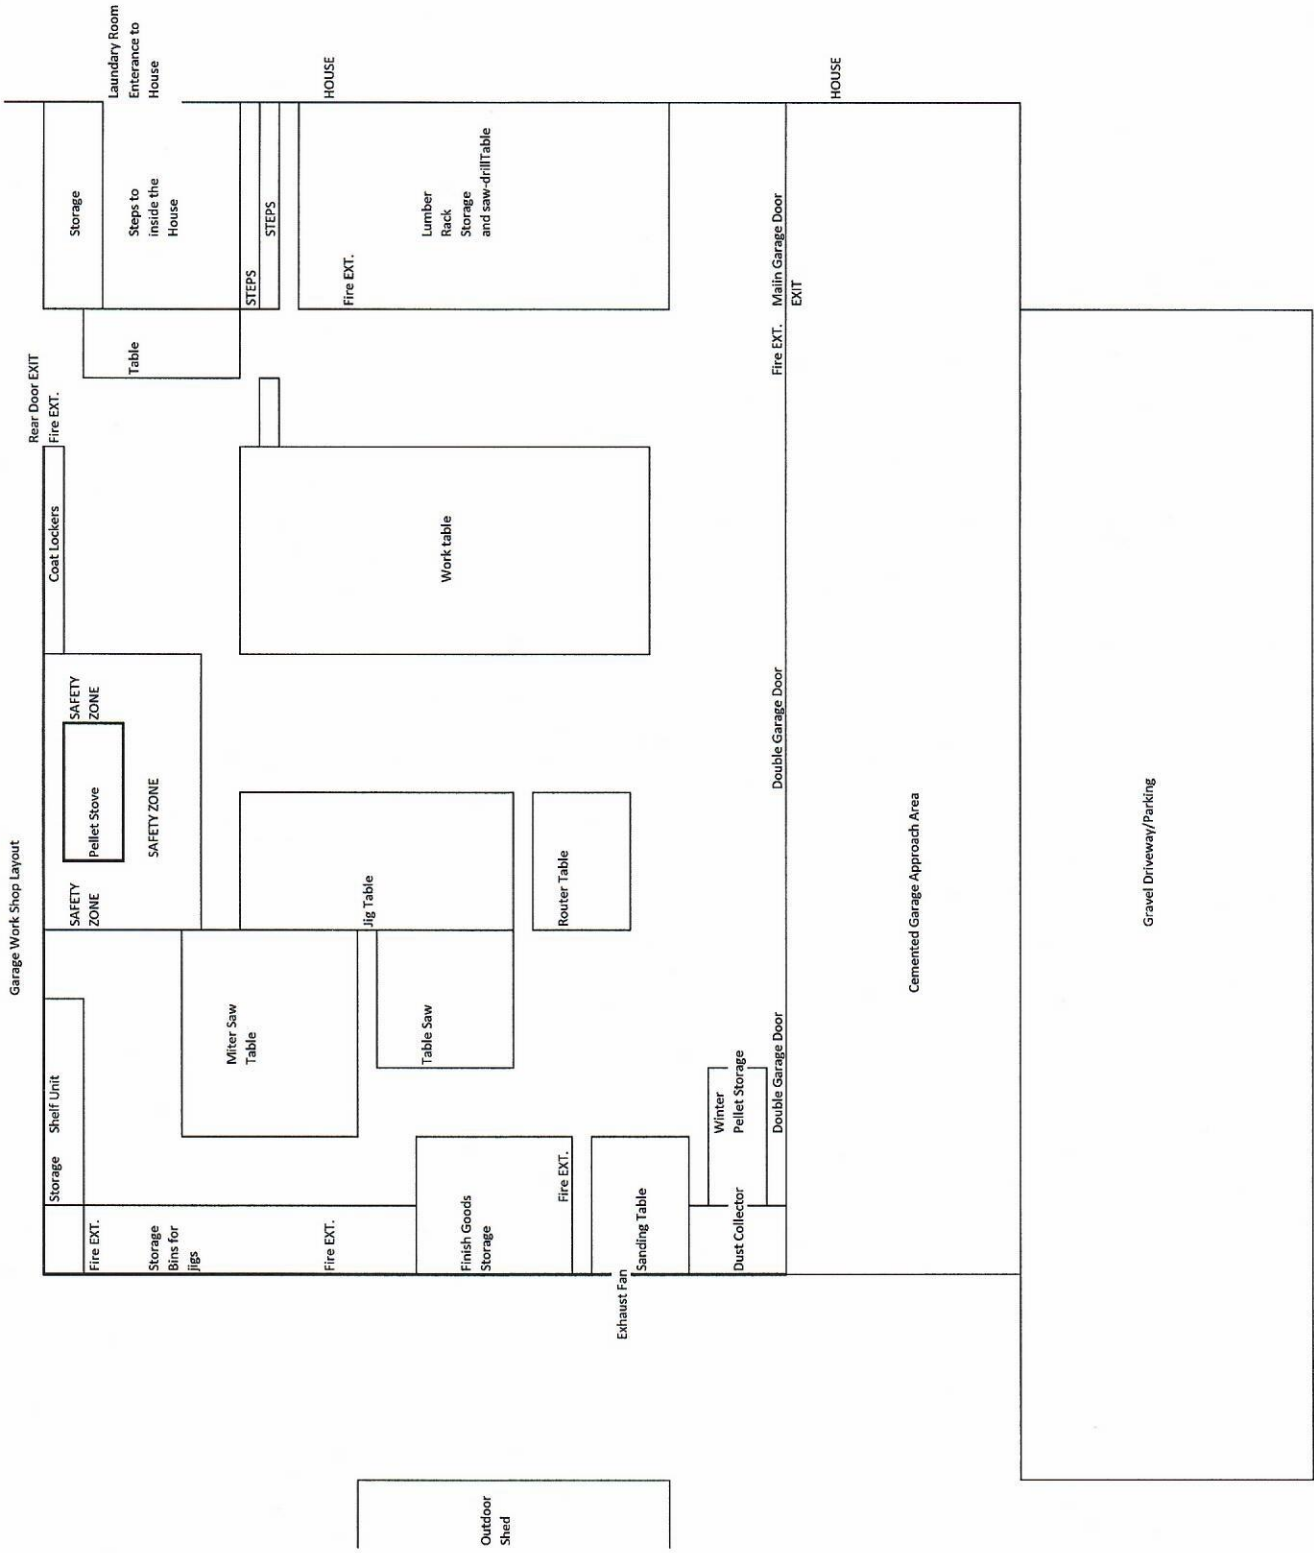 Garage Work Shop Layout
Rear Door EXIT
Storage
Shelf Unit
SAFETY
ZONE
Pellet Stove
SAFETY
ZONE
SAFETY ZONE
Coat Lockers
Fire EXT.
Storage
Laundary Room
Enterance to
House
Fire EXT.
Storage
Bins for
jigs
Table
Steps to
inside the
House
Miter Saw
Table
STEPS
STEPS
Fire EXT.
Jig Table
Fire EXT.
HOUSE
Table Saw
Work table
Lumber
Rack
Storage
and saw-drillTable
Outdoor
Shed
Finish Goods
Storage
Fire EXT.
Router Table
Exhaust Fan
Sanding Table
Winter
Pellet Storage
Dust Collector
Double Garage Door
Double Garage Door
Fire EXT.
Maiin Garage Door
EXIT
HOUSE
Cemented Garage Approach Area
Gravel Driveway/Parking